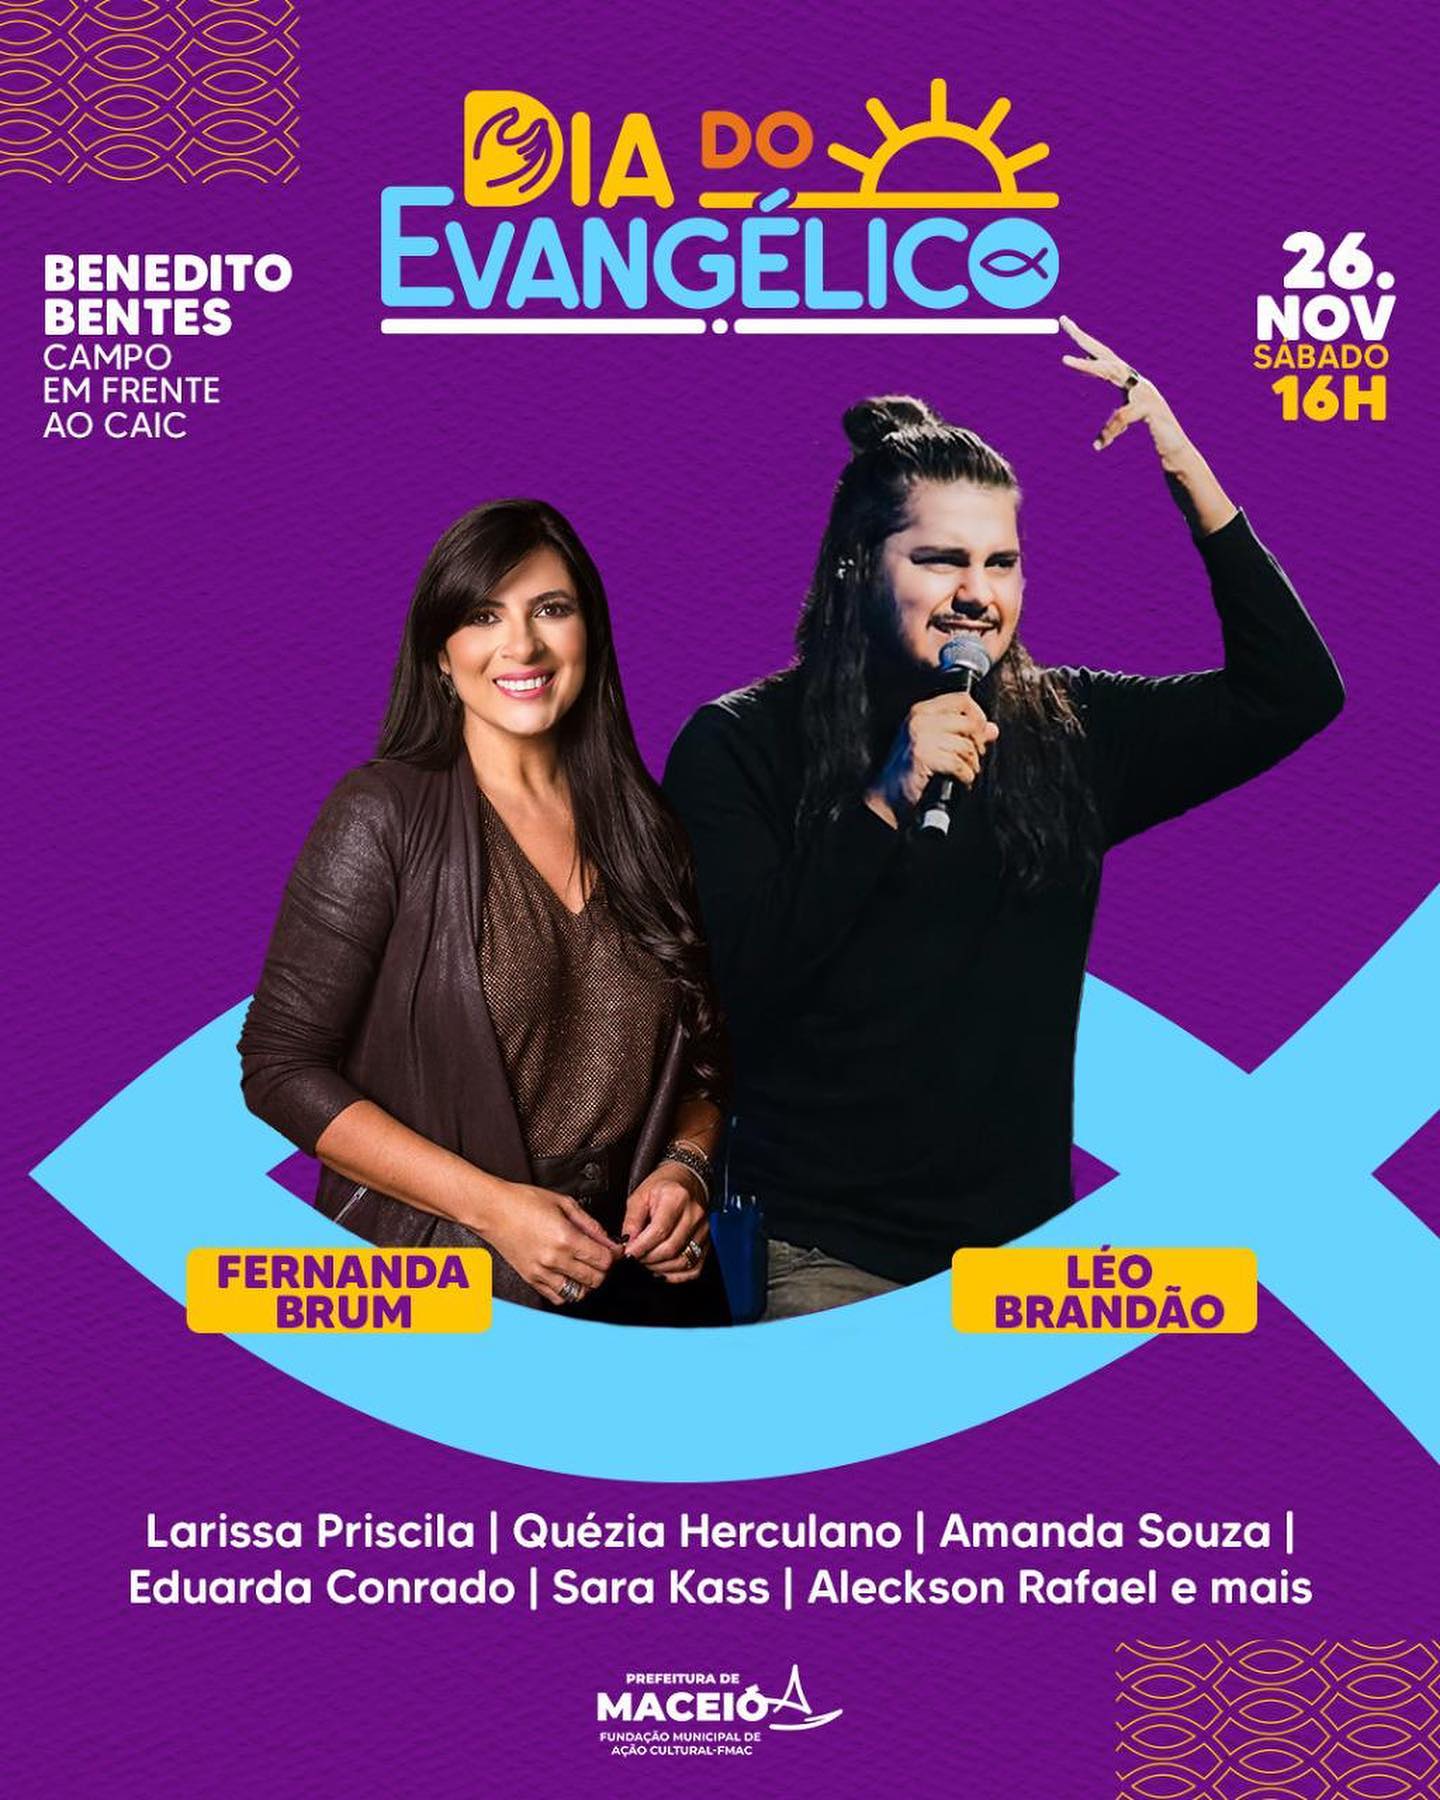 DIA DO
EVANGÉLICO
BENEDITO
BENTES
CAMPO
EM FRENTE
AO CAIC
26.
NOV
SÁBADO
16H
FERNANDA
BRUM
LÉO
BRANDÃO
Larissa Priscila | Quézia Herculano | Amanda Souza |
Eduarda Conrado | Sara Kass | Aleckson Rafael e mais
PREFEITURA DE
MACEIÓ
FUNDAÇÃO MUNICIPAL DE
AÇÃO CULTURAL-FMAC